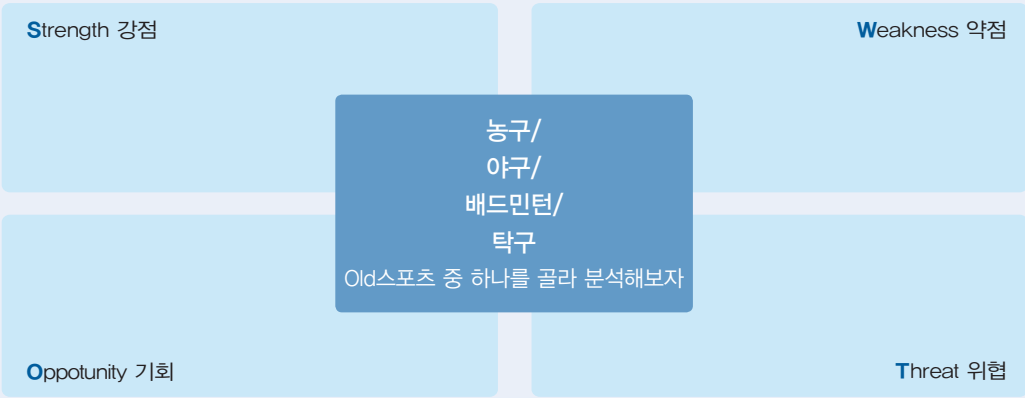 Strength 강점
Weakness 약점
농구/
야구/
배드민턴/
탁구
Old스포츠 중 하나를 골라 분석해보자
Oppotunity 기회
Threat 위협